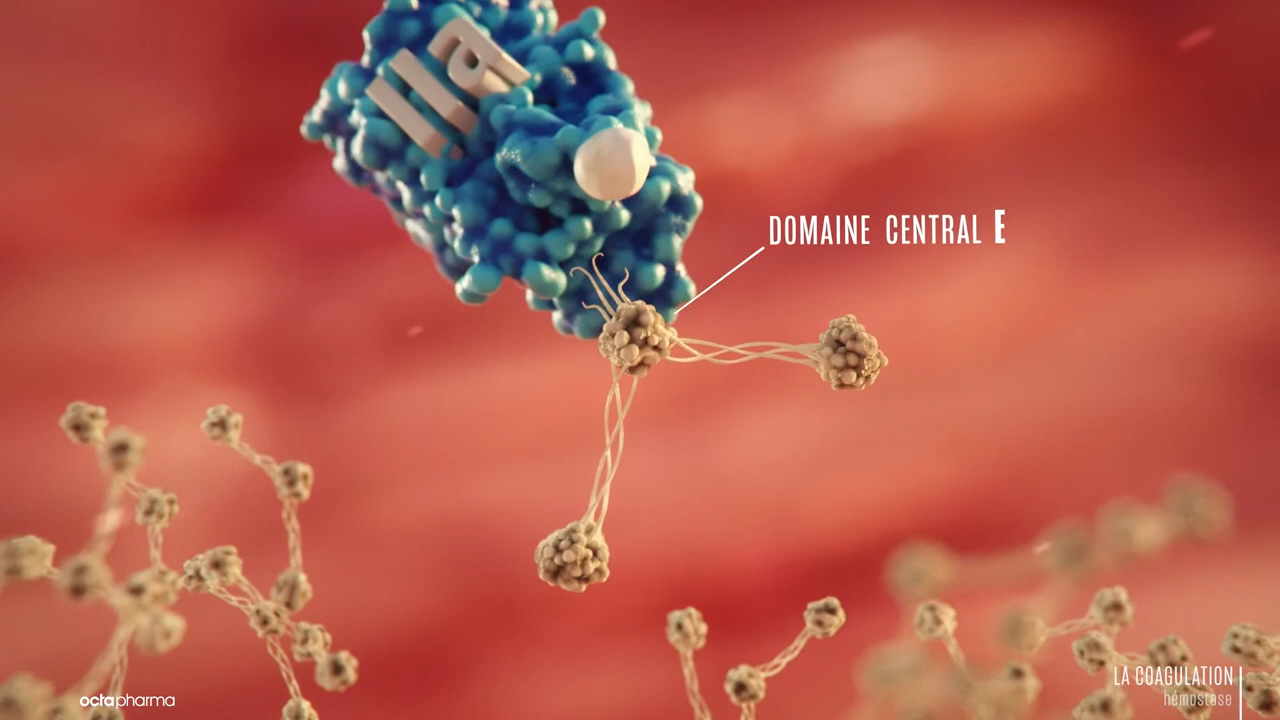 IIa
DOMAINE CENTRAL E
LA COAGULATION
hémostase
octapharma